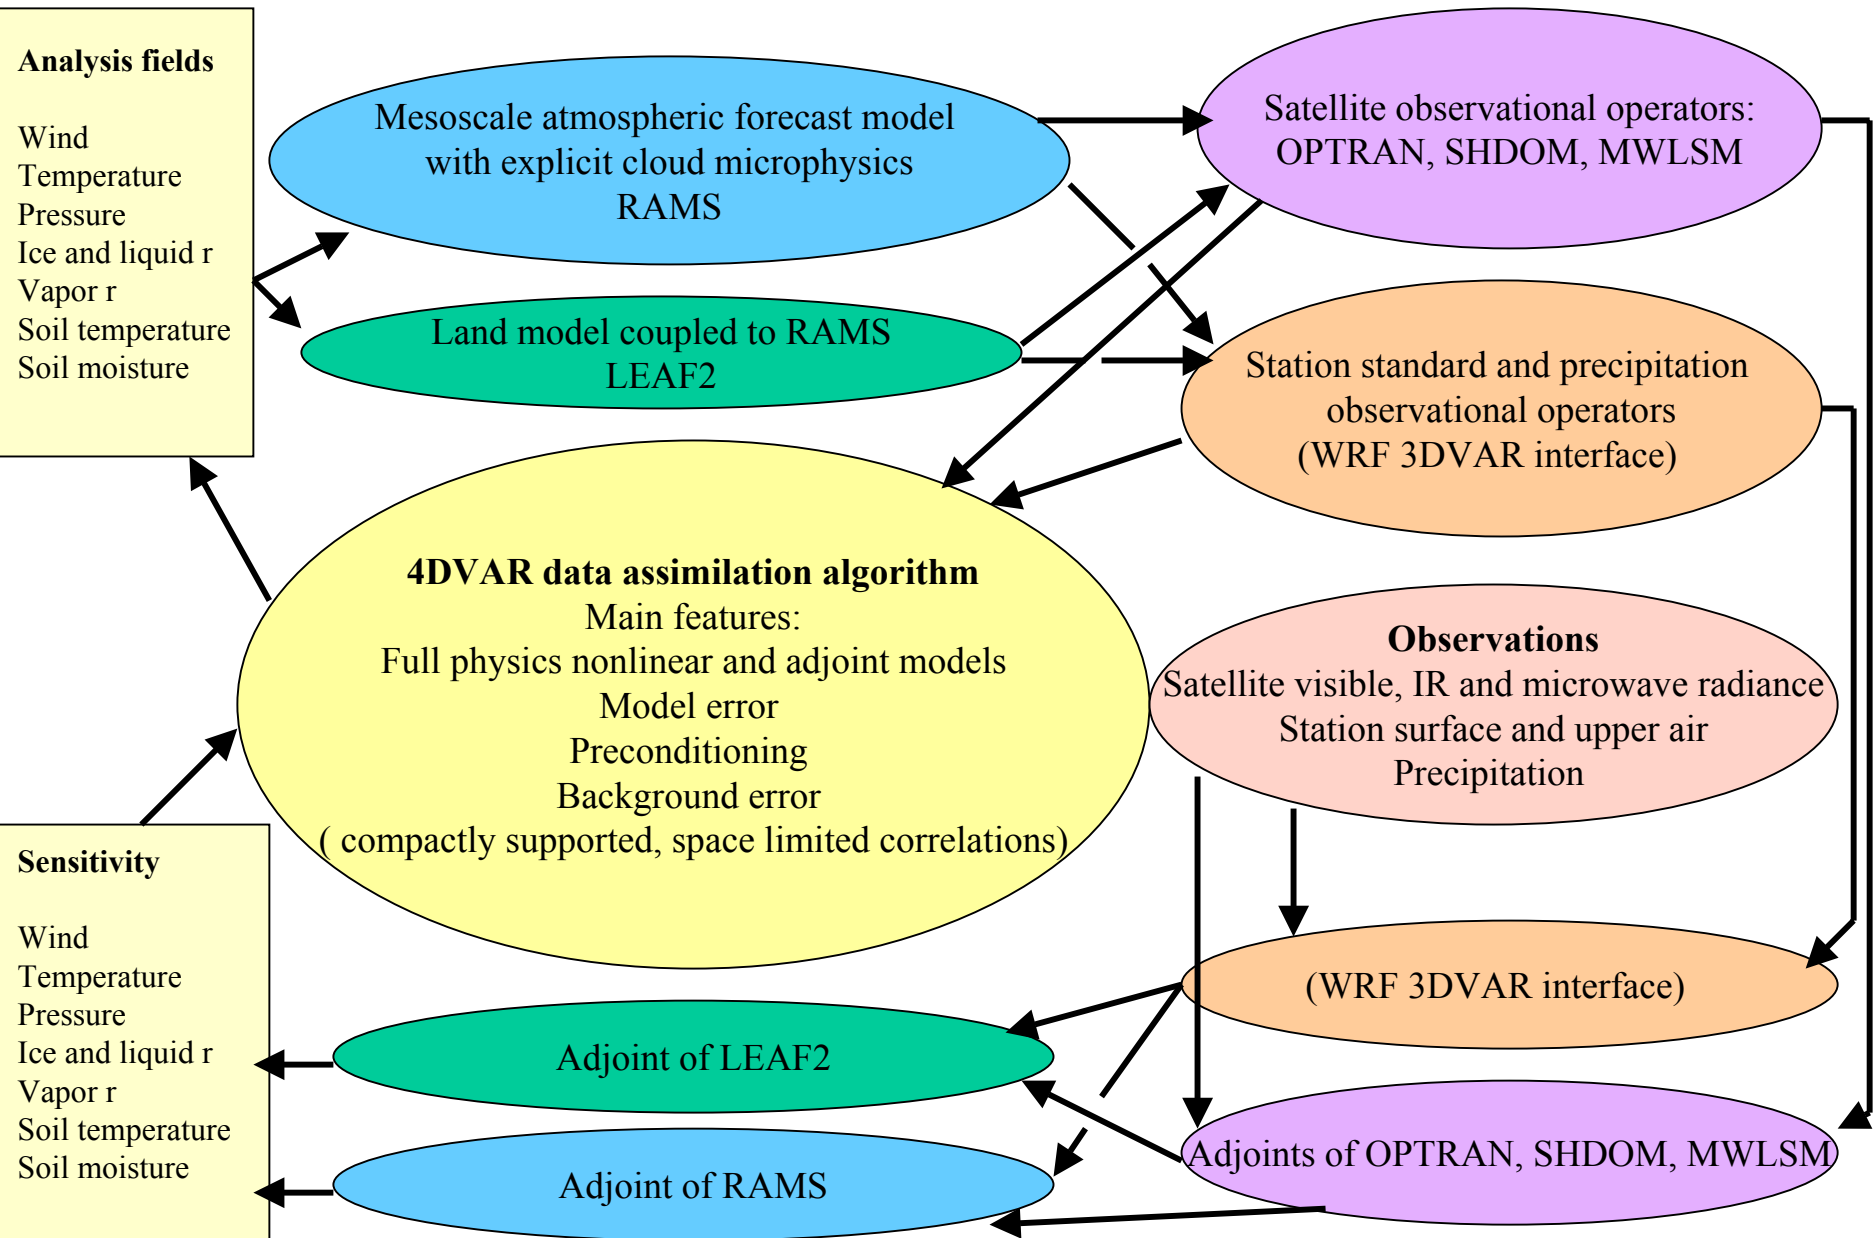 Analysis fields
Wind
Temperature
Pressure
Ice and liquid r
Vapor r
Soil temperature
Soil moisture
Mesoscale atmospheric forecast model
with explicit cloud microphysics
RAMS
Satellite observational operators:
OPTRAN, SHDOM, MWLSM
Land model coupled to RAMS
LEAF2
Station standard and precipitation
observational operators
(WRF 3DVAR interface)
4DVAR data assimilation algorithm
Main features:
Full physics nonlinear and adjoint models
Model error
Preconditioning
Background error
( compactly supported, space limited correlations)
Observations
Satellite visible, IR and microwave radiance
Station surface and upper air
Precipitation
Sensitivity
Wind
Temperature
Pressure
Ice and liquid r
Vapor r
Soil temperature
Soil moisture
(WRF 3DVAR interface)
Adjoint of LEAF2
Adjoints of OPTRAN, SHDOM, MWLSM
Adjoint of RAMS